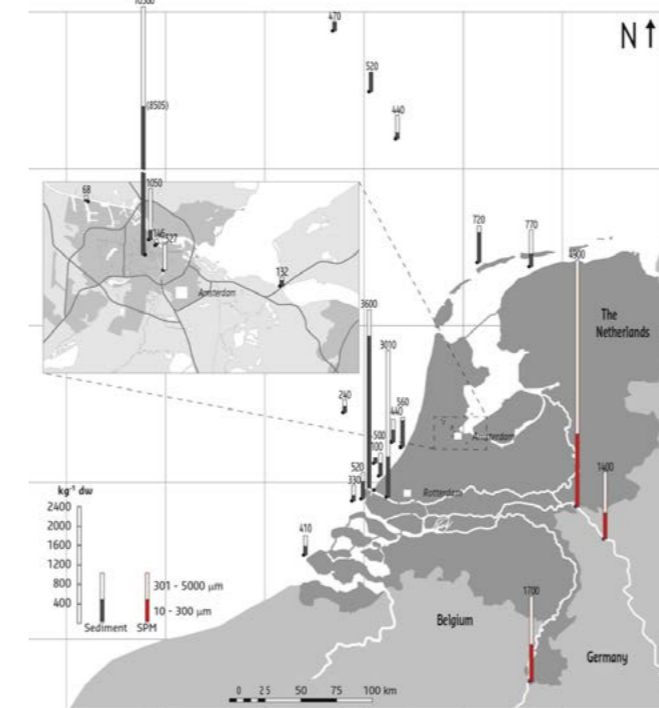 470
N
520
(8505)
440
1050
68
146
527
720
770
132
4900
Amsterdam
3600
The
Netherlands
3010
240
560
440
Amsterdam
500
100
520
330
Rotterdam
1400
kg⁻¹ dw
2400
2000
1600
1200
800
400
410
301 - 5000 µm
10 - 300 µm
Sediment SPM
1700
Belgium
Germany
0 25 50 75 100 km